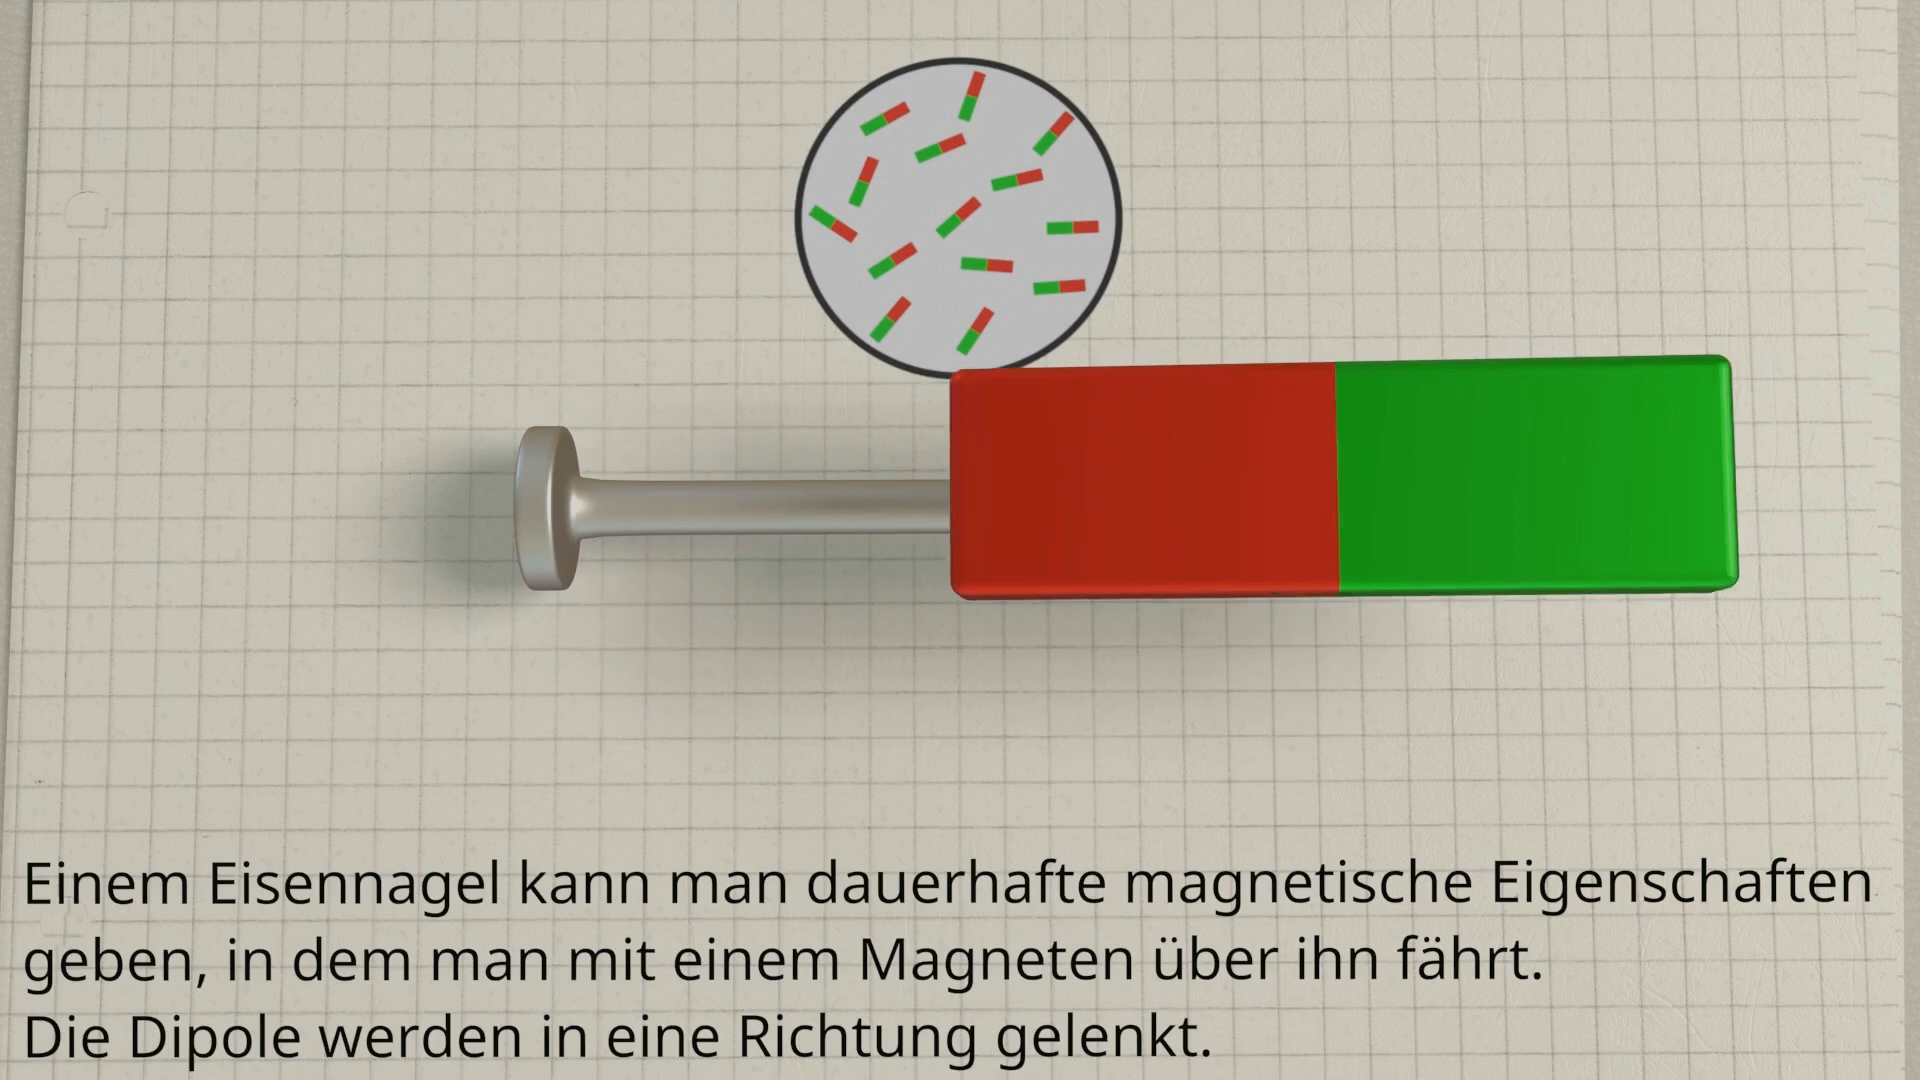 Einem Eisennagel kann man dauerhafte magnetische Eigenschaften
geben, in dem man mit einem Magneten über ihn fährt.
Die Dipole werden in eine Richtung gelenkt.